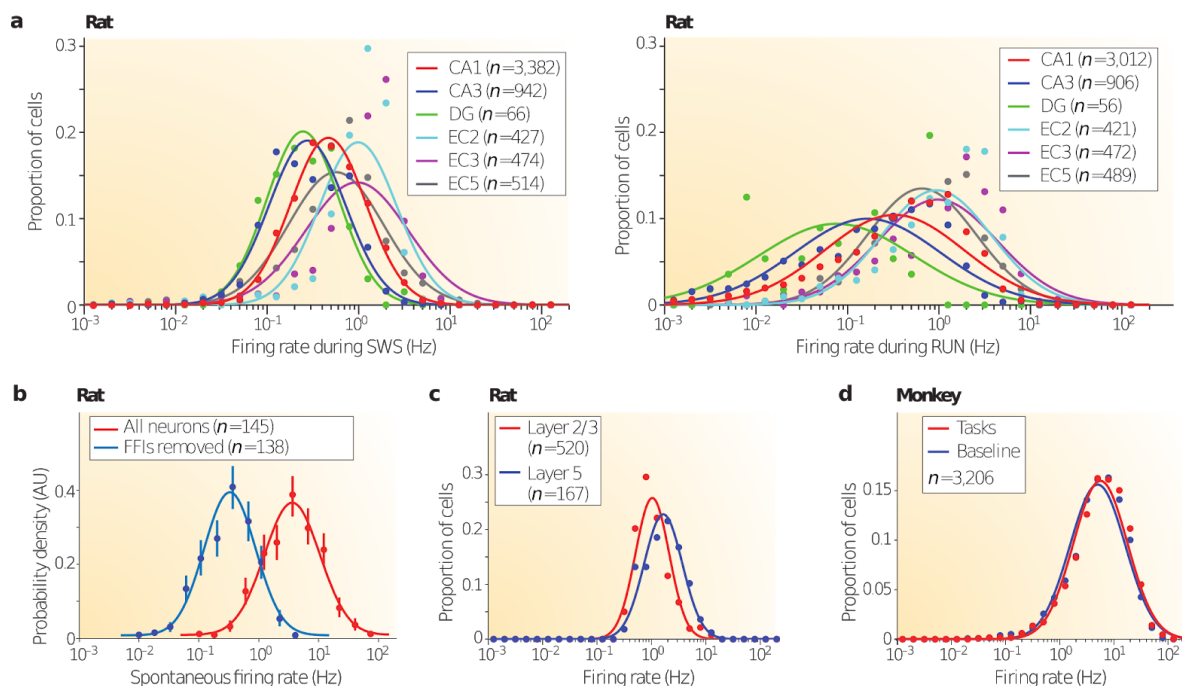 a
Rat
Proportion of cells
0.3
0.2
0.1
0
CA1 (n=3,382)
CA3 (n=942)
DG (n=66)
EC2 (n=427)
EC3 (n=474)
EC5 (n=514)
10⁻³ 10⁻² 10⁻¹ 10⁰ 10¹ 10²
Firing rate during SWS (Hz)
Rat
Proportion of cells
0.3
0.2
0.1
0
CA1 (n=3,012)
CA3 (n=906)
DG (n=56)
EC2 (n=421)
EC3 (n=472)
EC5 (n=489)
10⁻³ 10⁻² 10⁻¹ 10⁰ 10¹ 10²
Firing rate during RUN (Hz)
b
Rat
Probability density (AU)
0.4
0.2
0
All neurons (n=145)
FFIs removed (n=138)
10⁻² 10⁻¹ 10⁰ 10¹ 10²
Spontaneous firing rate (Hz)
c
Rat
Proportion of cells
0.3
0.2
0.1
0
Layer 2/3
(n=520)
Layer 5
(n=167)
10⁻³ 10⁻² 10⁻¹ 10⁰ 10¹ 10²
Firing rate (Hz)
d
Monkey
Proportion of cells
0.15
0.10
0.05
0
Tasks
Baseline
n=3,206
10⁻³ 10⁻² 10⁻¹ 10⁰ 10¹ 10²
Firing rate (Hz)